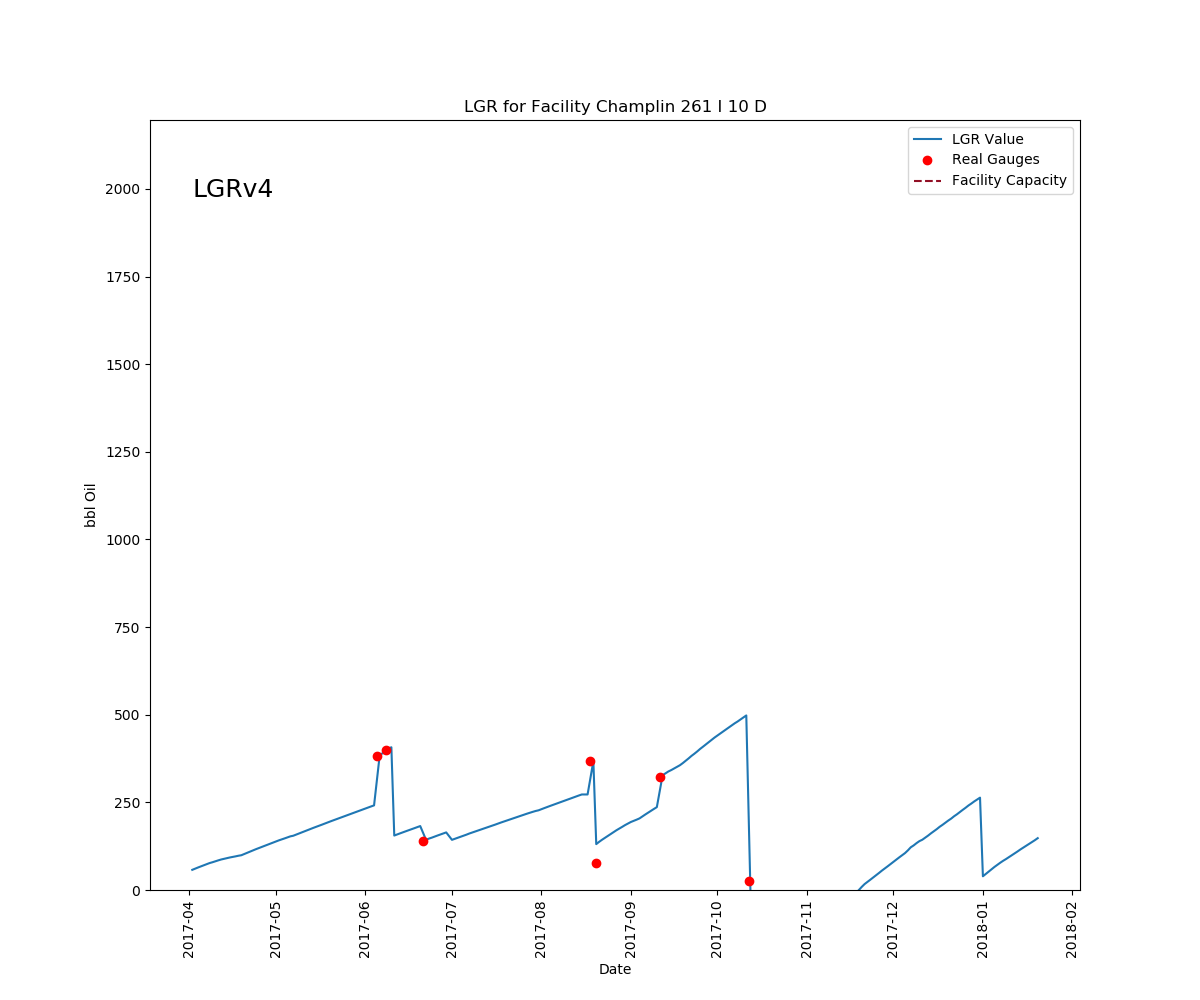 LGR for Facility Champlin 261 I 10 D
LGR Value
Real Gauges
Facility Capacity
LGRv4
2000
1750
1500
1250
1000
750
500
250
0
bbl Oil
2017-04
2017-05
2017-06
2017-07
2017-08
2017-09
2017-10
2017-11
2017-12
2018-01
2018-02
Date